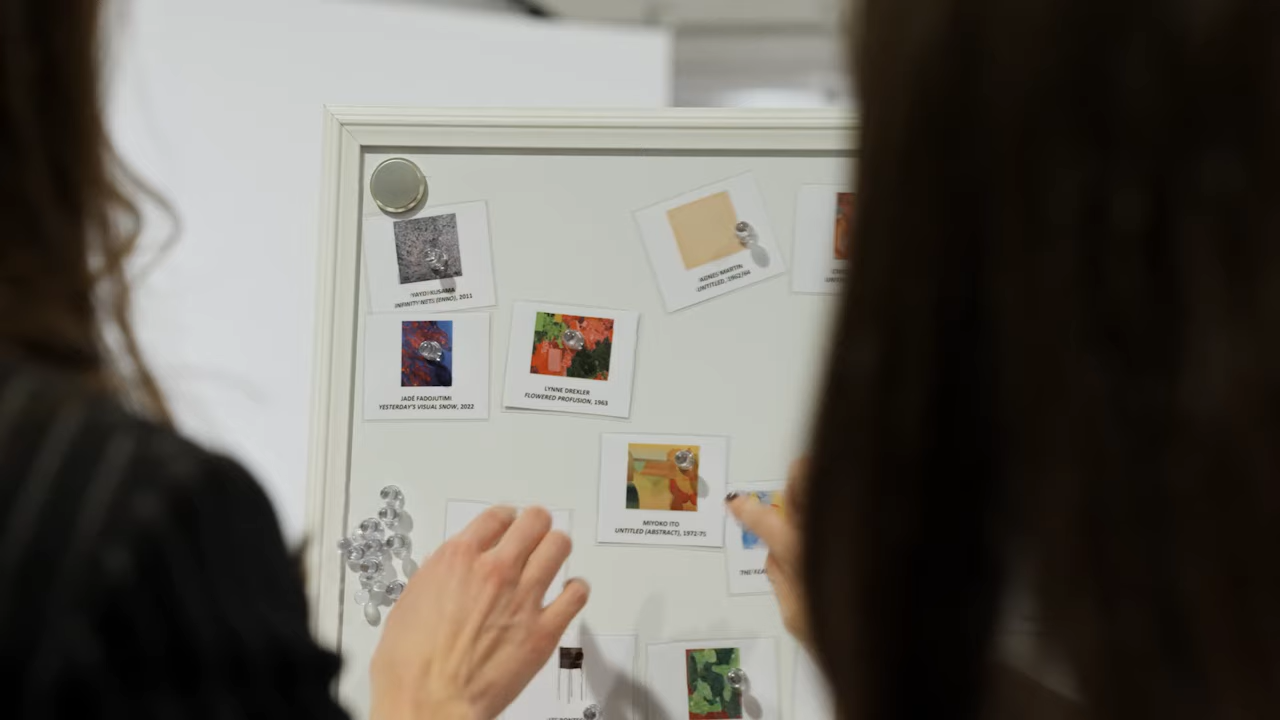 YAYOI KUSAMA
INFINITY NETS (ENNO), 2011
AGNES MARTIN
UNTITLED, 1962/64
JADÉ FADOJUTIMI
YESTERDAY'S VISUAL SNOW, 2022
LYNNE DREXLER
FLOWERED PROFUSION, 1963
MIYOKO ITO
UNTITLED (ABSTRACT), 1972-75
'THE